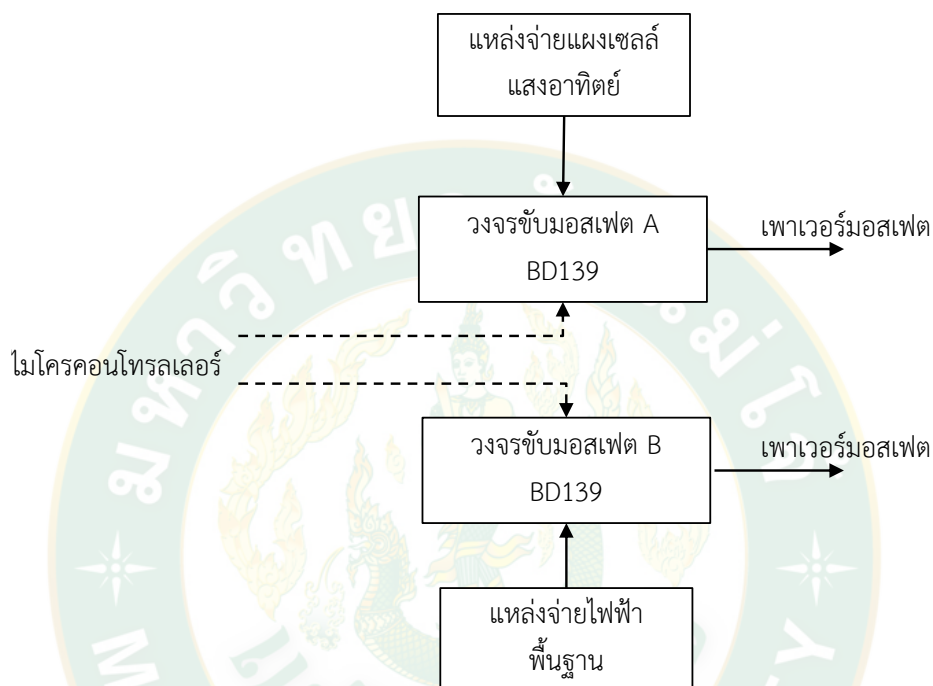 แหล่งจ่ายแผงเซลล์
แสงอาทิตย์
วงจรขับมอสเฟต A
BD139
เพาเวอร์มอสเฟต
ไมโครคอนโทรลเลอร์
วงจรขับมอสเฟต B
BD139
เพาเวอร์มอสเฟต
แหล่งจ่ายไฟฟ้า
พื้นฐาน